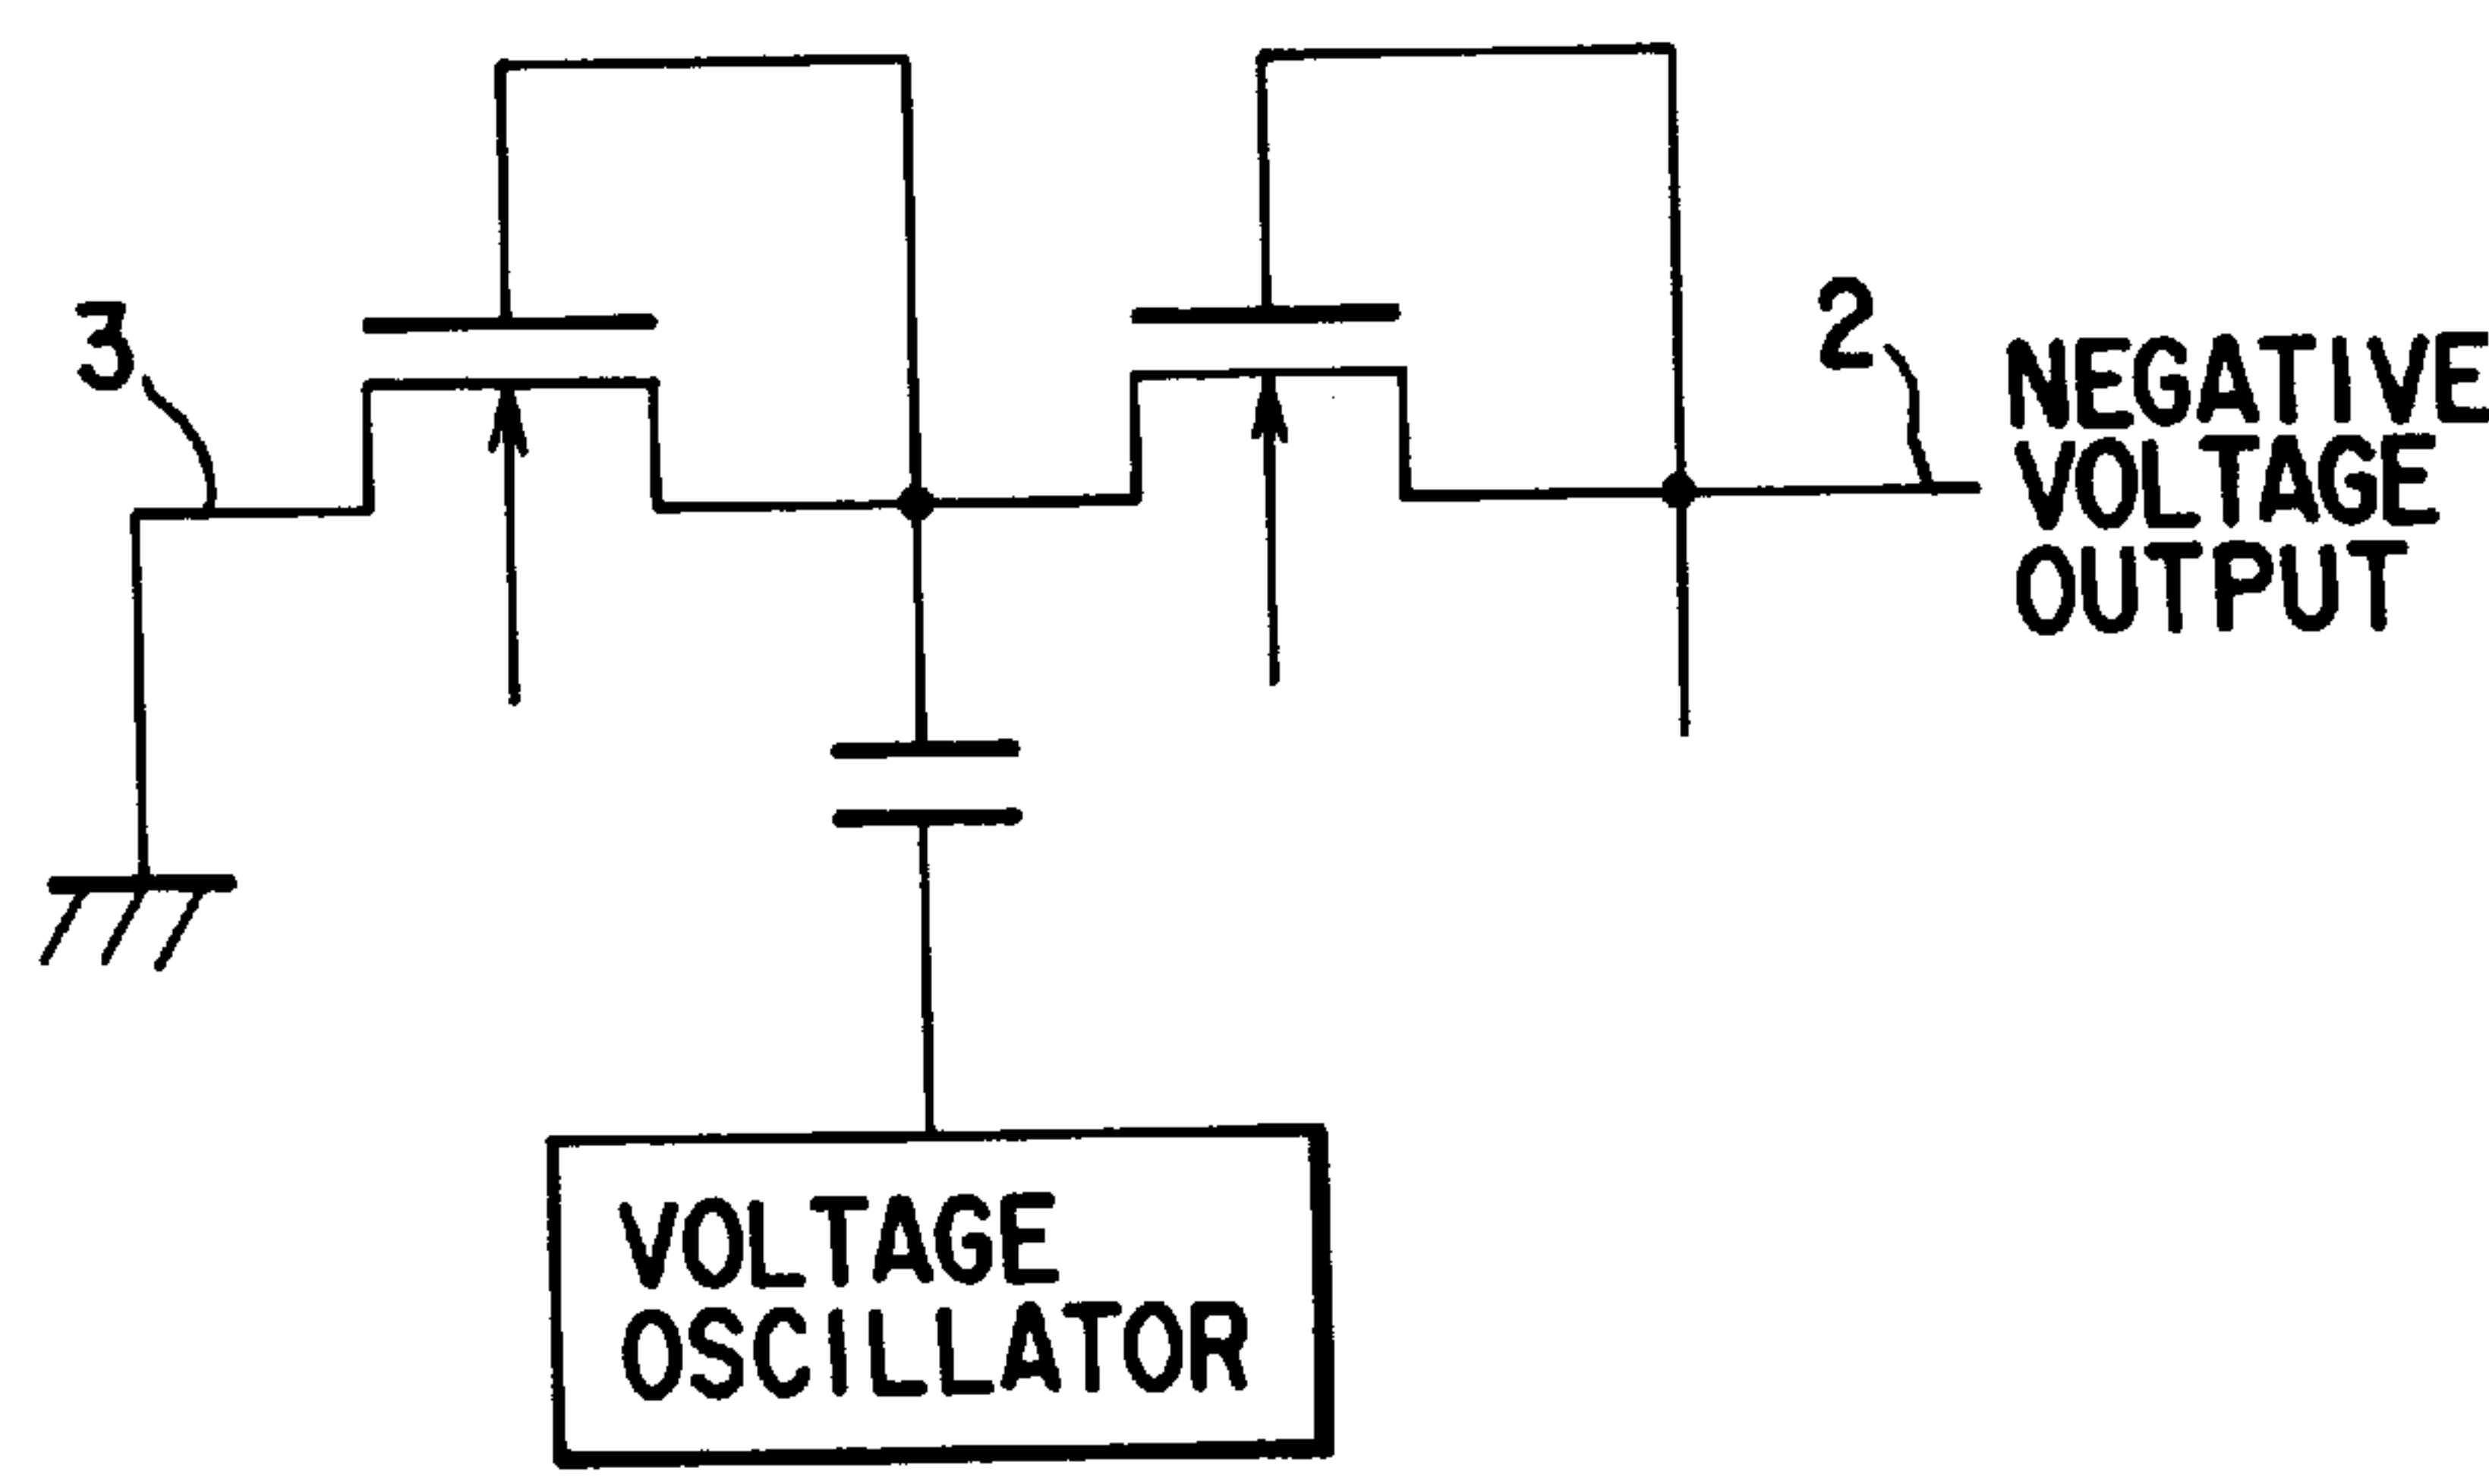 3
2
NEGATIVE
VOLTAGE
OUTPUT
VOLTAGE
OSCILLATOR